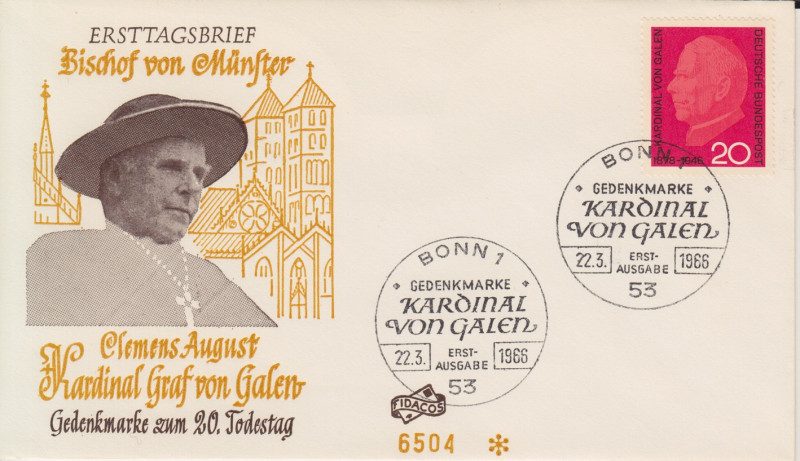 ERSTTAGSBRIEF
Bischof von Münster
Clemens August
Kardinal Graf von Galen
Gedenkmarke zum 20. Todestag
KARDINAL VON GALEN
DEUTSCHE BUNDESPOST
1878-1946
20
BONN 1
GEDENKMARKE
KARDINAL
VON GALEN
22.3. ERST-AUSGABE 1966
53
BONN 1
GEDENKMARKE
KARDINAL
VON GALEN
22.3. ERST-AUSGABE 1966
53
FIDACOS
6504 *